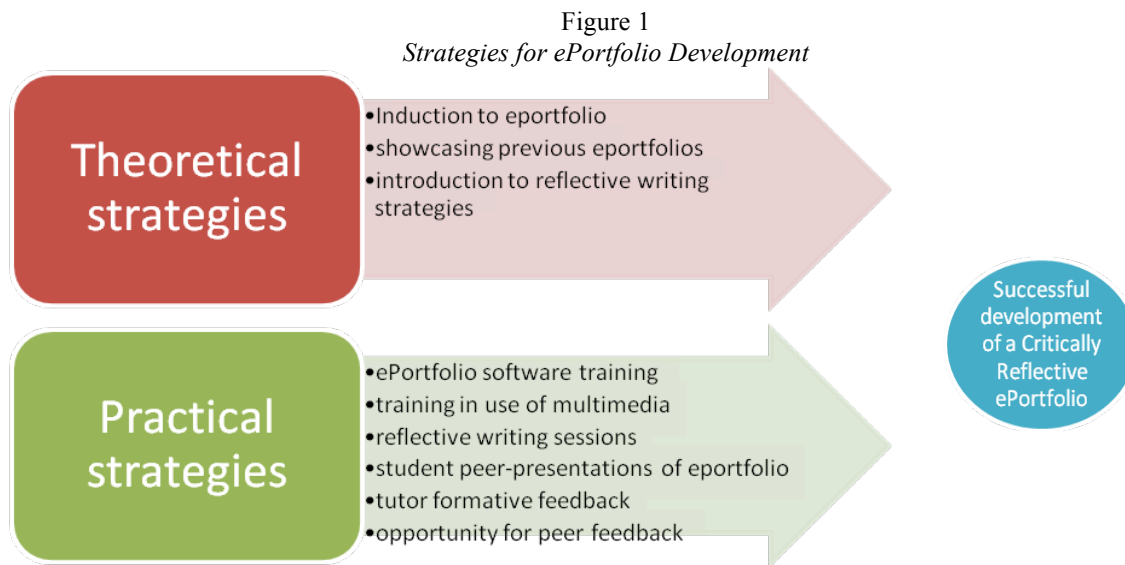 Figure 1
Strategies for ePortfolio Development
Theoretical
strategies
•Induction to eportfolio
•showcasing previous eportfolios
•introduction to reflective writing
strategies
Practical
strategies
•ePortfolio software training
•training in use of multimedia
•reflective writing sessions
•student peer-presentations of eportfolio
•tutor formative feedback
•opportunity for peer feedback
Successful
development
of a Critically
Reflective
ePortfolio